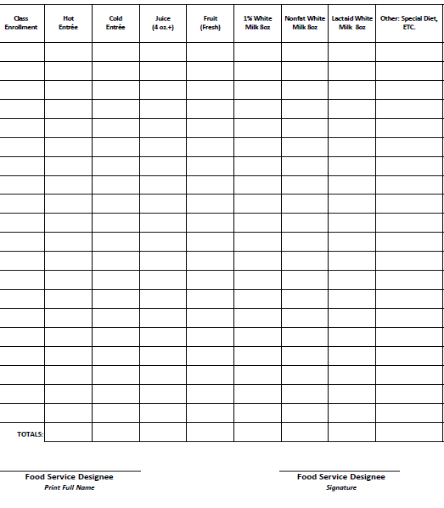 Class Hot Cold Juice Fruit 1% White Nonfat White Lactaid White Other: Special Diet,
Enrollment Entrée Entrée (4 oz.+) (Fresh) Milk 8oz Milk 8oz Milk 8oz ETC.
TOTALS:
Food Service Designee Food Service Designee
Print Full Name Signature